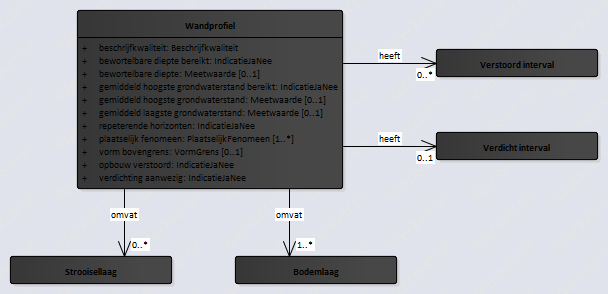 Wandprofiel
+ beschrijfkwaliteit: Beschrijfkwaliteit
+ bewortelbare diepte bereikt: IndicatieJaNee
+ bewortelbare diepte: Meetwaarde [0..1]
+ gemiddeld hoogste grondwaterstand bereikt: IndicatieJaNee
+ gemiddeld hoogste grondwaterstand: Meetwaarde [0..1]
+ gemiddeld laagste grondwaterstand: Meetwaarde [0..1]
+ repeterende horizonten: IndicatieJaNee
+ plaatselijk fenomeen: PlaatselijkFenomeen [1..*]
+ vorm bovengrens: VormGrens [0..1]
+ opbouw verstoord: IndicatieJaNee
+ verdichting aanwezig: IndicatieJaNee
heeft
0..*
Verstoord interval
heeft
0..1
Verdicht interval
omvat
0..*
Strooisellaag
omvat
1..*
Bodemlaag